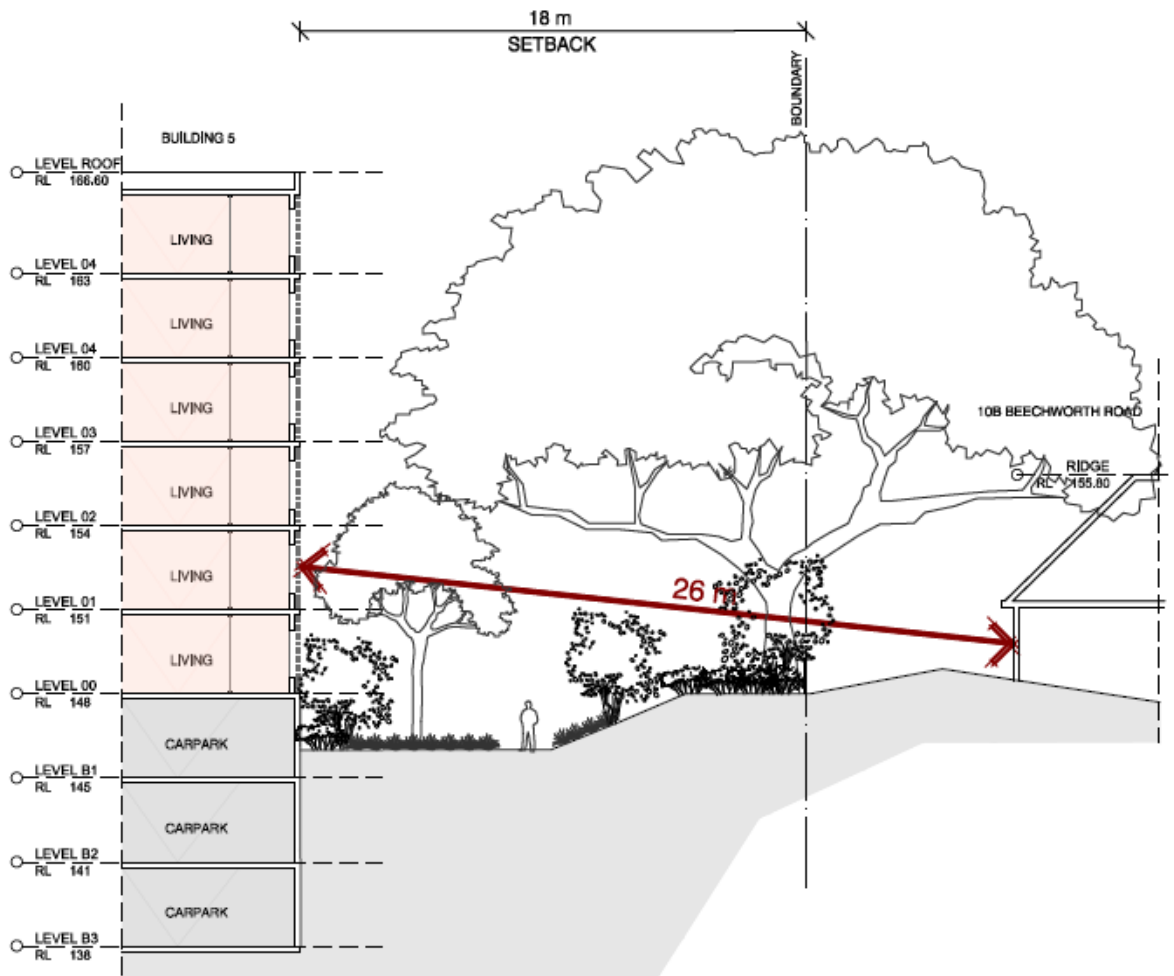 18 m
SETBACK
BOUNDARY
BUILDING 5
LEVEL ROOF
RL 166.60
LIVING
LEVEL 04
RL 163
LIVING
LEVEL 04
RL 160
LIVING
10B BEECHWORTH ROAD
LEVEL 03
RL 157
RIDGE
RL 155.80
LIVING
LEVEL 02
RL 154
LIVING
26 m
LEVEL 01
RL 151
LIVING
LEVEL 00
RL 148
CARPARK
LEVEL B1
RL 145
CARPARK
LEVEL B2
RL 141
CARPARK
LEVEL B3
RL 138